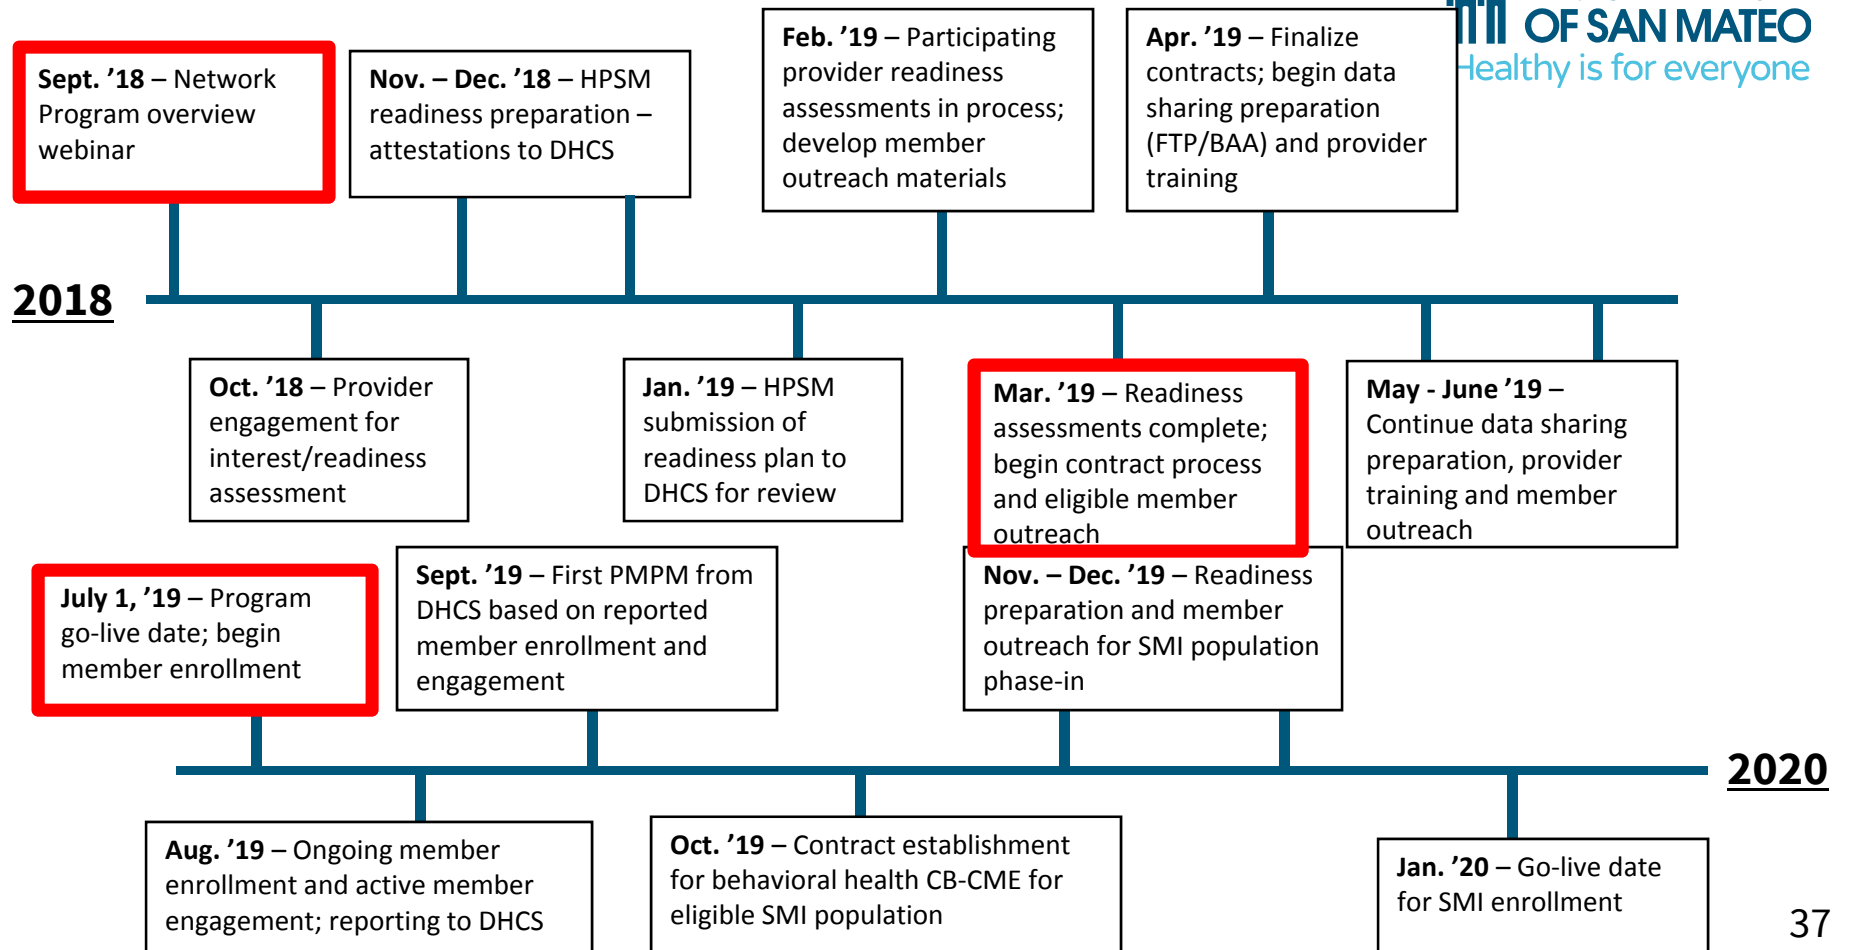 OF SAN MATEO
Healthy is for everyone
Sept. ’18 – Network
Program overview
webinar
Nov. – Dec. ’18 – HPSM
readiness preparation –
attestations to DHCS
Feb. ’19 – Participating
provider readiness
assessments in process;
develop member
outreach materials
Apr. ’19 – Finalize
contracts; begin data
sharing preparation
(FTP/BAA) and provider
training
2018
Oct. ’18 – Provider
engagement for
interest/readiness
assessment
Jan. ’19 – HPSM
submission of
readiness plan to
DHCS for review
Mar. ’19 – Readiness
assessments complete;
begin contract process
and eligible member
outreach
May - June ’19 –
Continue data sharing
preparation, provider
training and member
outreach
July 1, ’19 – Program
go-live date; begin
member enrollment
Sept. ’19 – First PMPM from
DHCS based on reported
member enrollment and
engagement
Nov. – Dec. ’19 – Readiness
preparation and member
outreach for SMI population
phase-in
2020
Aug. ’19 – Ongoing member
enrollment and active member
engagement; reporting to DHCS
Oct. ’19 – Contract establishment
for behavioral health CB-CME for
eligible SMI population
Jan. ’20 – Go-live date
for SMI enrollment
37